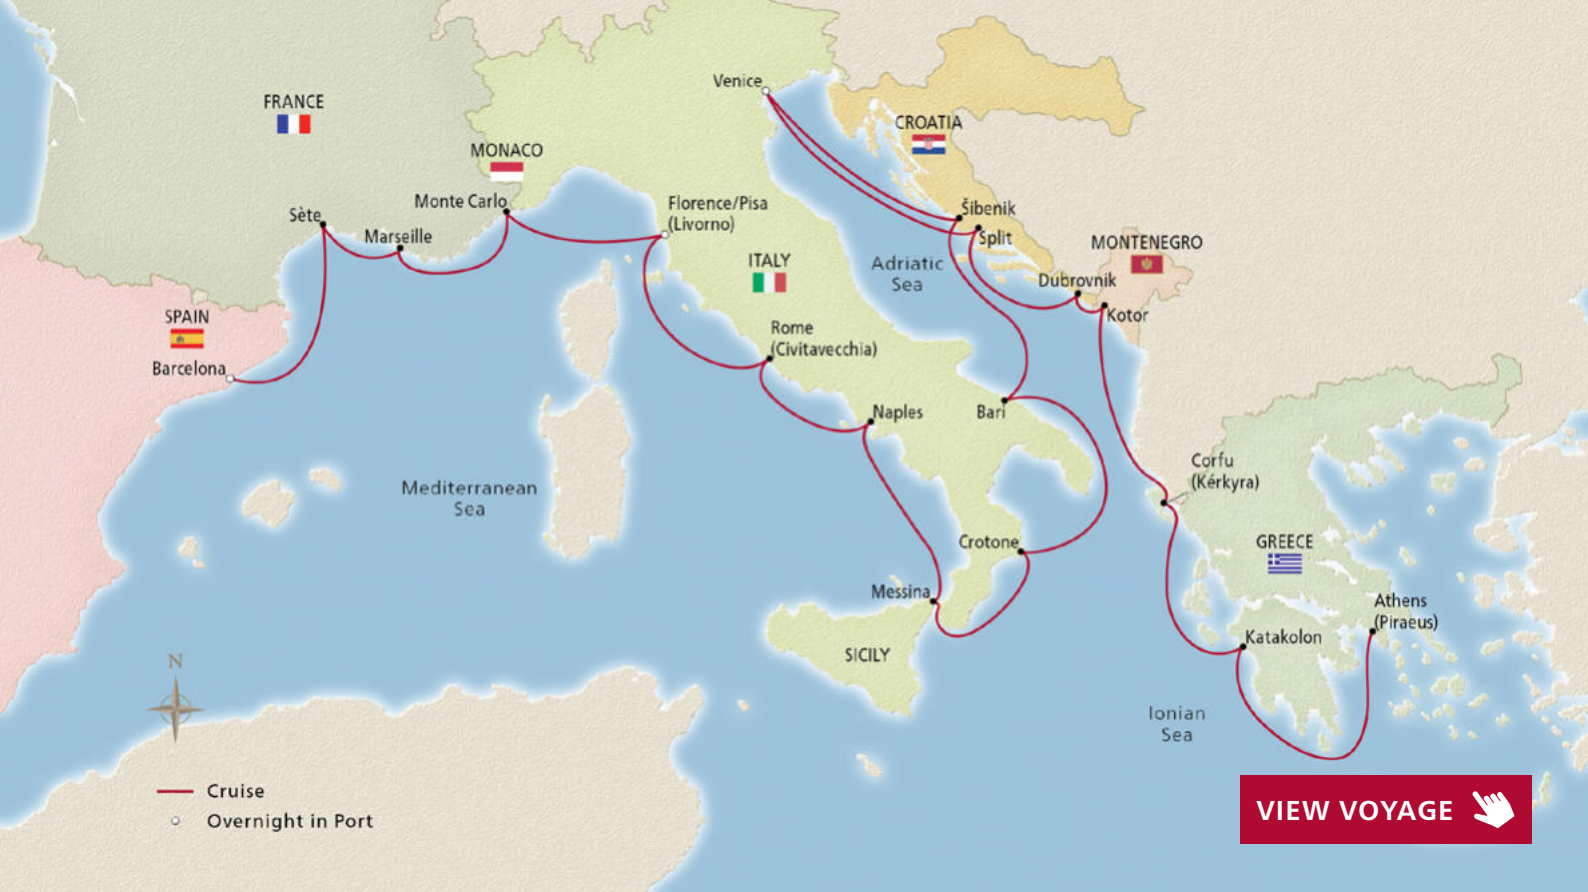 Venice
FRANCE
CROATIA
MONACO
Monte Carlo
Florence/Pisa
(Livorno)
Sète
Marseille
Šibenik
Split
MONTENEGRO
ITALY
Adriatic
Sea
Dubrovnik
Kotor
SPAIN
Barcelona
Rome
(Civitavecchia)
Naples
Bari
Mediterranean
Sea
Corfu
(Kérkyra)
Crotone
GREECE
Messina
Athens
(Piraeus)
Katakolon
SICILY
N
Ionian
Sea
Cruise
Overnight in Port
VIEW VOYAGE